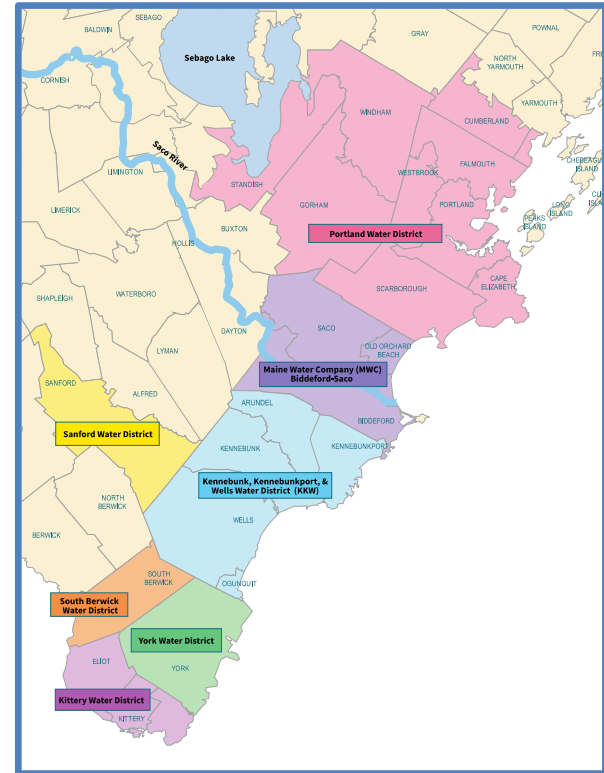 SEBAGO
BALDWIN
POWNAL
GRAY
Sebago Lake
NORTH
YARMOUTH
FRE
CORNISH
YARMOUTH
WINDHAM
CUMBERLAND
Saco River
LIMINGTON
STANDISH
WESTBROOK
FALMOUTH
CHEBEAGUE
ISLAND
LIMERICK
GORHAM
PORTLAND
LONG
ISLAND
CLI
ISLA
PEAKS
ISLAND
BUXTON
Portland Water District
HOLLIS
SHAPLEIGH
WATERBORO
SCARBOROUGH
CAPE
ELIZABETH
DAYTON
SACO
LYMAN
OLD ORCHARD
BEACH
Maine Water Company (MWC)
Biddeford-Saco
SANFORD
ALFRED
ARUNDEL
BIDDEFORD
Sanford Water District
KENNEBUNK
KENNEBUNKPORT
Kennebunk, Kennebunkport, &
Wells Water District (KKW)
NORTH
BERWICK
WELLS
BERWICK
SOUTH
BERWICK
OGUNQUIT
South Berwick
Water District
York Water District
ELIOT
YORK
Kittery Water District
KITTERY